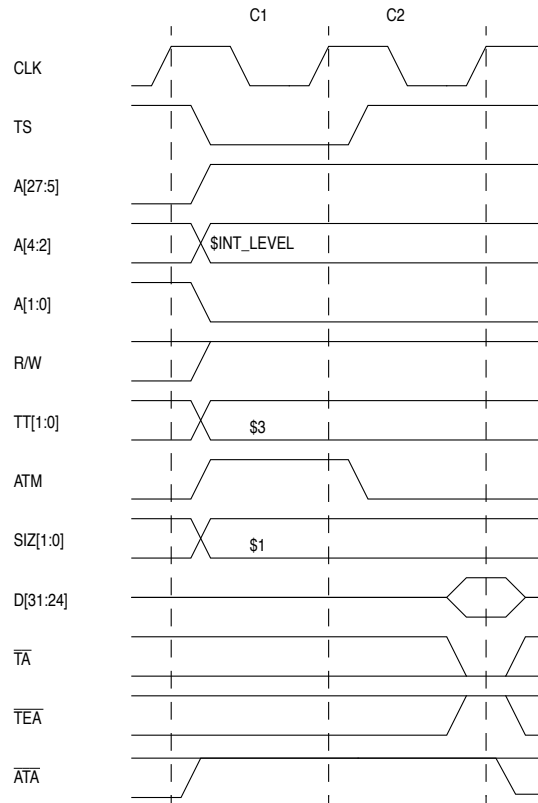 C1 C2
CLK
TS
A[27:5]
A[4:2] $INT_LEVEL
A[1:0]
R/W
TT[1:0] $3
ATM
SIZ[1:0] $1
D[31:24]
TA
TEA
ATA